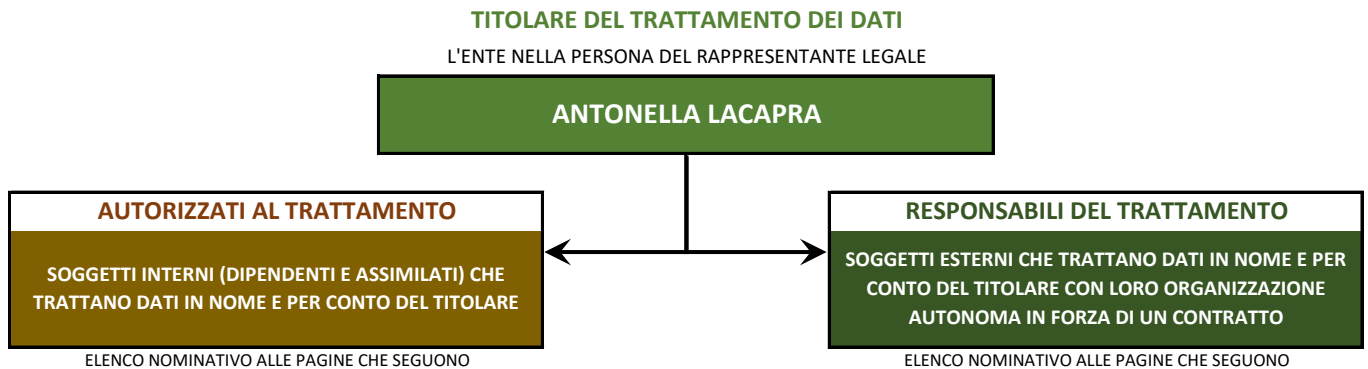 TITOLARE DEL TRATTAMENTO DEI DATI
L'ENTE NELLA PERSONA DEL RAPPRESENTANTE LEGALE
ANTONELLA LACAPRA
AUTORIZZATI AL TRATTAMENTO
SOGGETTI INTERNI (DIPENDENTI E ASSIMILATI) CHE
TRATTANO DATI IN NOME E PER CONTO DEL TITOLARE
ELENCO NOMINATIVO ALLE PAGINE CHE SEGUONO
RESPONSABILI DEL TRATTAMENTO
SOGGETTI ESTERNI CHE TRATTANO DATI IN NOME E PER
CONTO DEL TITOLARE CON LORO ORGANIZZAZIONE
AUTONOMA IN FORZA DI UN CONTRATTO
ELENCO NOMINATIVO ALLE PAGINE CHE SEGUONO